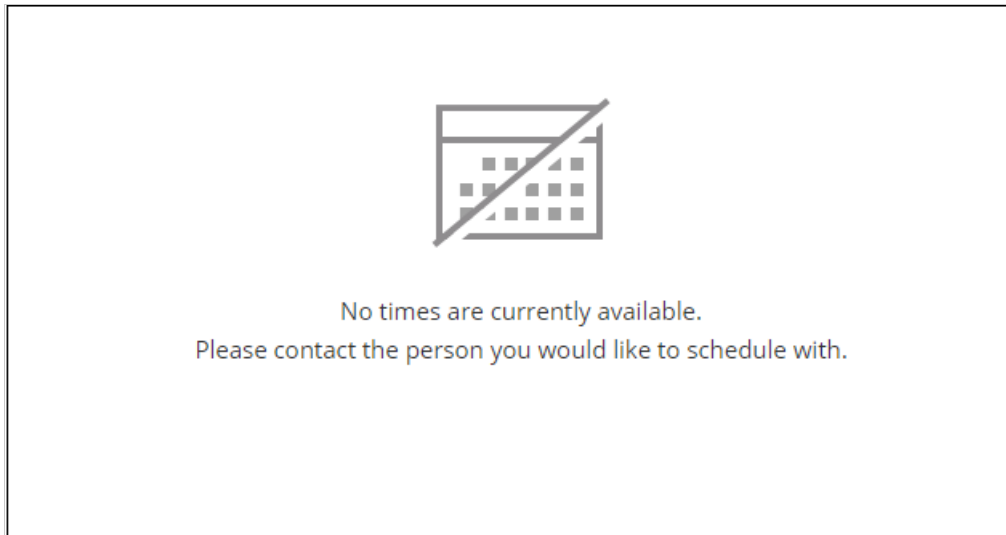 No times are currently available.
Please contact the person you would like to schedule with.